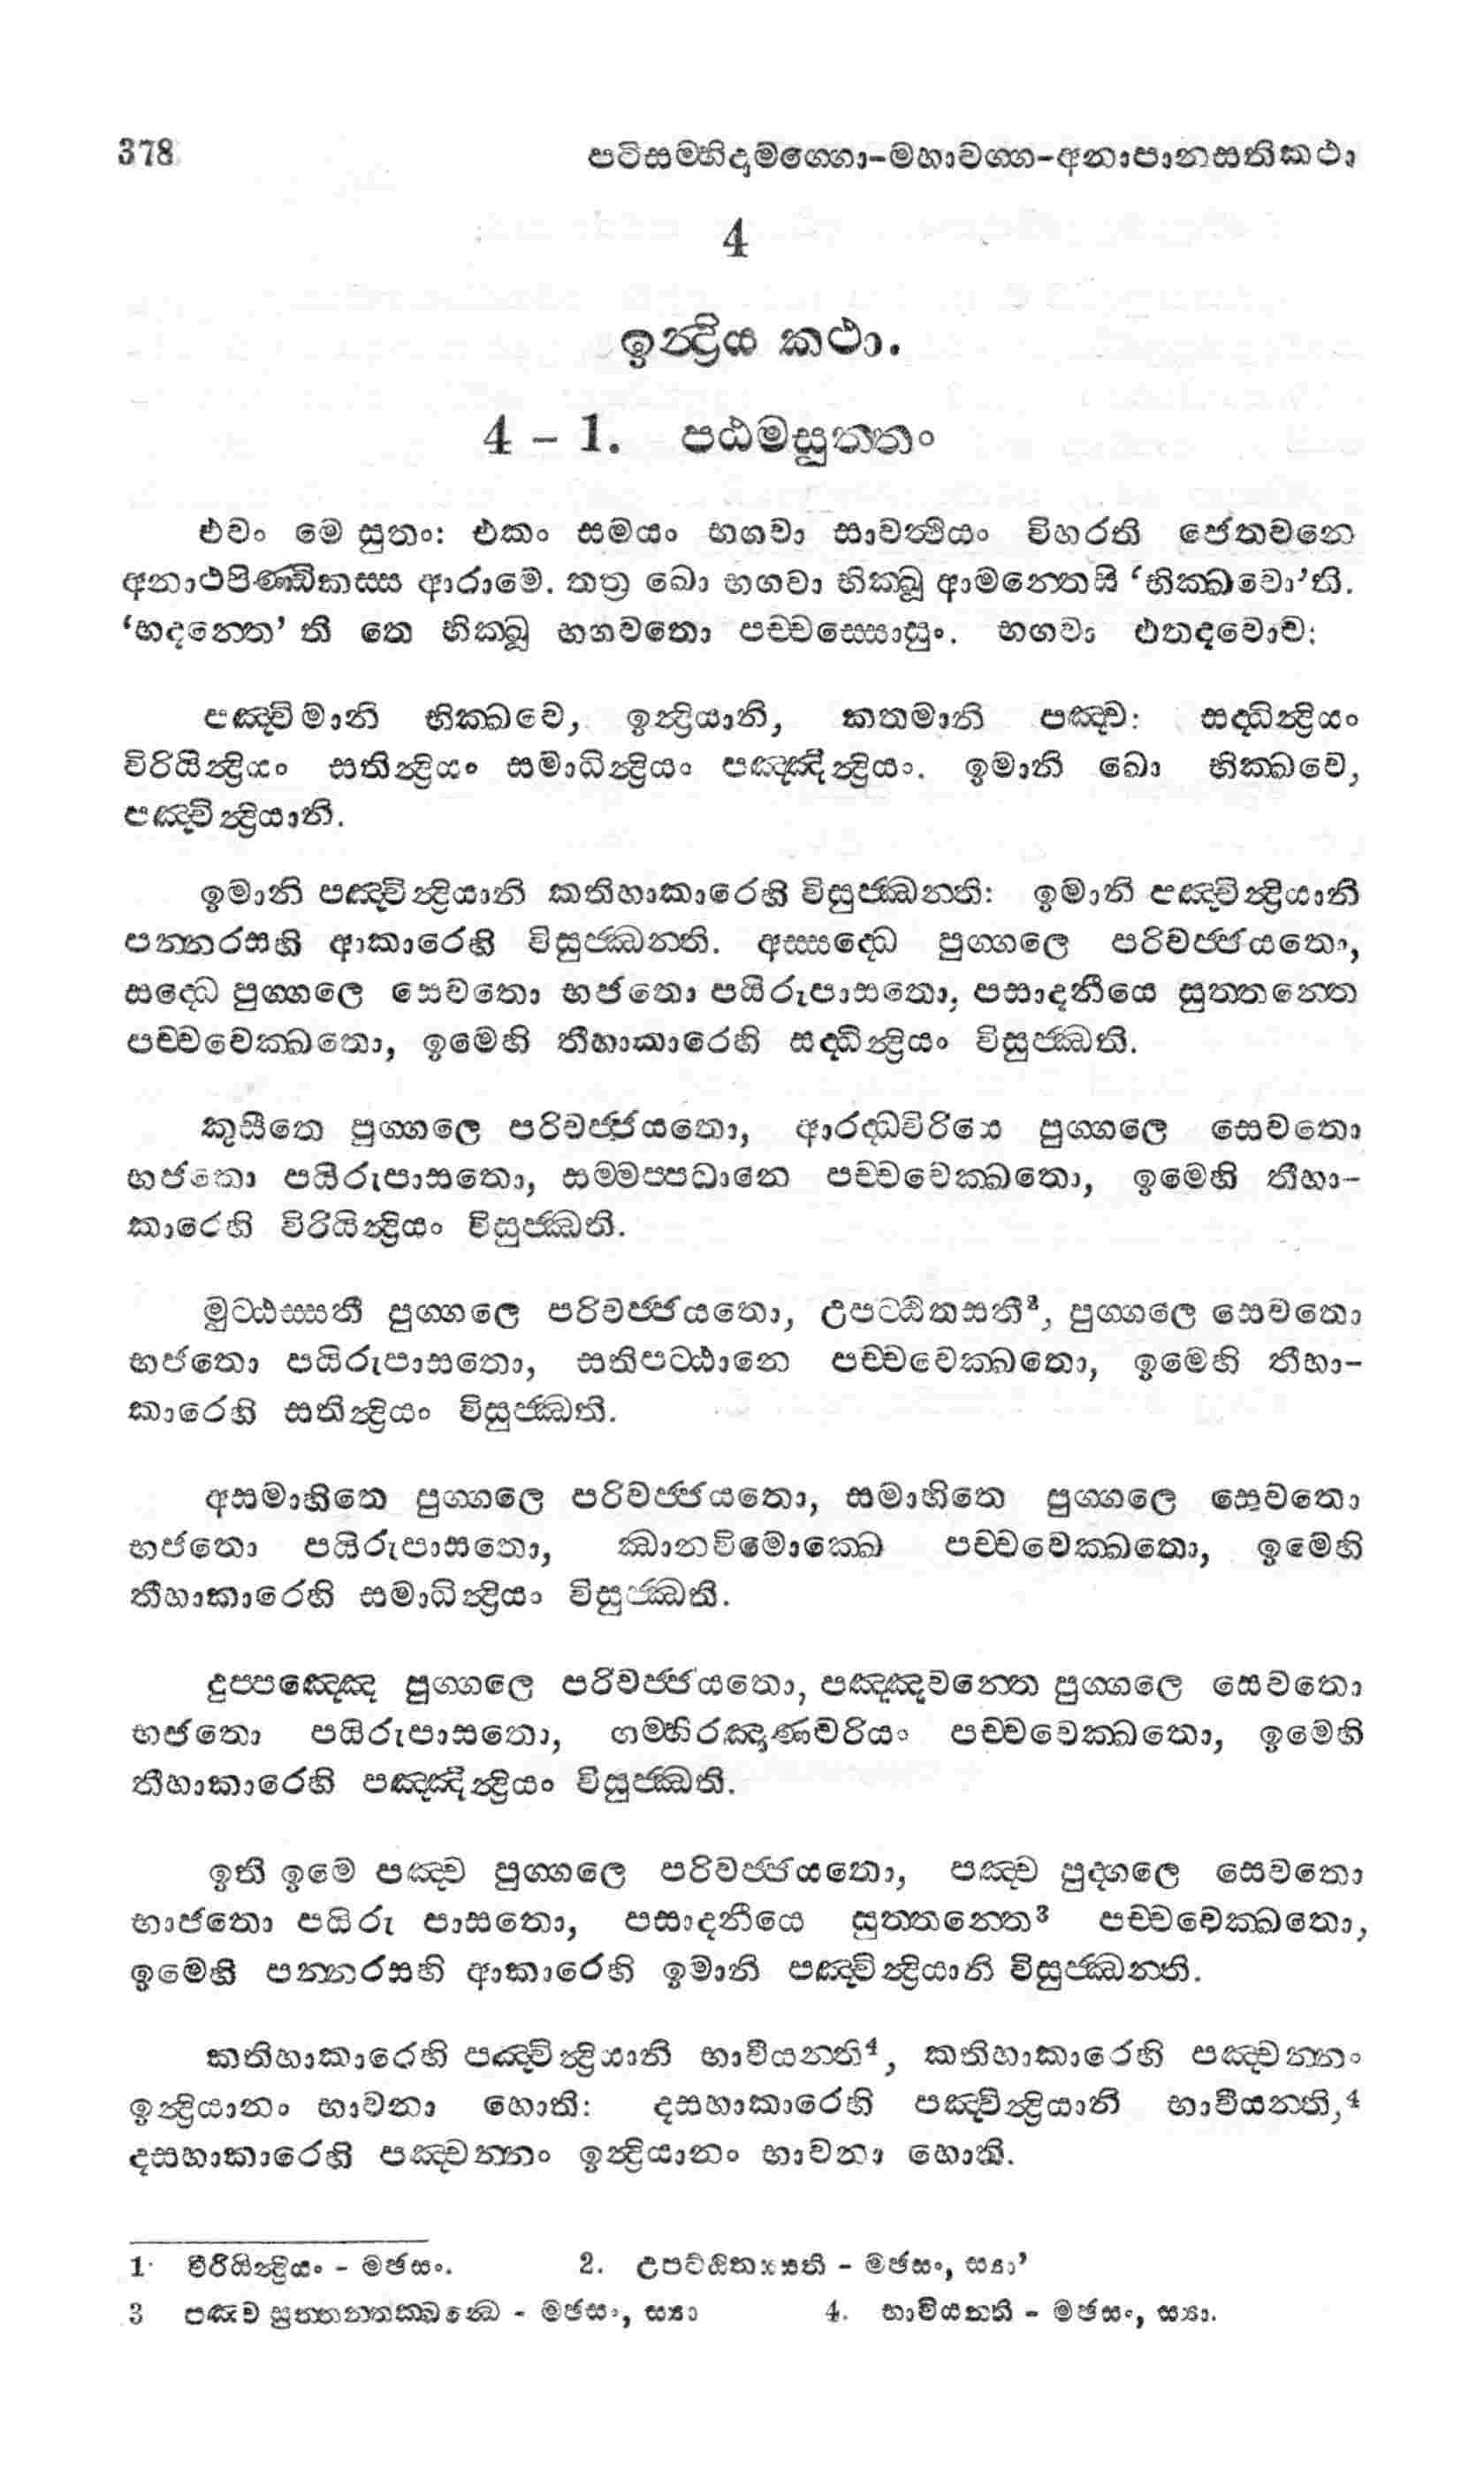 378 පටිසම්භිදාමග්ගො-මහාවග්ග-අනාපානසතිකථා
4
ඉන්ද්‍රිය කථා.
4 - 1. පඨමසුත්තං
එවං මෙ සුතං: එකං සමයං භගවා සාවත්ථියං විහරති ජෙතවනෙ
අනාථපිණ්ඩිකස්ස ආරාමේ. තත්‍ර ඛො භගවා භික්ඛූ ආමන්තෙසි ‘භික්ඛවො’ති.
‘භදන්තෙ’ ති තෙ භික්ඛූ භගවතො පච්චස්සොසුං. භගවා එතදවොච:
පඤ්චිමානි භික්ඛවෙ, ඉන්ද්‍රියානි, කතමානි පඤ්ච: සද්ධින්ද්‍රියං
විරියින්ද්‍රියං සතින්ද්‍රියං සමාධින්ද්‍රියං පඤ්ඤින්ද්‍රියං. ඉමානි ඛො භික්ඛවෙ,
පඤ්චින්ද්‍රියානි.
ඉමානි පඤ්චින්ද්‍රියානි කතිහාකාරෙහි විසුජ්ඣන්ති: ඉමානි පඤ්චින්ද්‍රියානි
පන්නරසහි ආකාරෙහි විසුජ්ඣන්ති. අස්සද්ධෙ පුග්ගලෙ පරිවජ්ජයතො,
සද්ධෙ පුග්ගලෙ සෙවතො භජතො පයිරුපාසතො, පසාදනීයෙ සුත්තන්තෙ
පච්චවෙක්ඛතො, ඉමෙහි තීහාකාරෙහි සද්ධින්ද්‍රියං විසුජ්ඣති.
කුසීතෙ පුග්ගලෙ පරිවජ්ජයතො, ආරද්ධවිරියෙ පුග්ගලෙ සෙවතො
භජතො පයිරුපාසතො, සම්මප්පධානෙ පච්චවෙක්ඛතො, ඉමෙහි තීහා-
කාරෙහි විරියින්ද්‍රියං විසුජ්ඣති.
මුට්ඨස්සතී පුග්ගලෙ පරිවජ්ජයතො, උපට්ඨිතසතී², පුග්ගලෙ සෙවතො
භජතො පයිරුපාසතො, සතිපට්ඨානෙ පච්චවෙක්ඛතො, ඉමෙහි තීහා-
කාරෙහි සතින්ද්‍රියං විසුජ්ඣති.
අසමාහිතෙ පුග්ගලෙ පරිවජ්ජයතො, සමාහිතෙ පුග්ගලෙ සෙවතො
භජතො පයිරුපාසතො, ඣානවිමොක්ඛෙ පච්චවෙක්ඛතො, ඉමෙහි
තීහාකාරෙහි සමාධින්ද්‍රියං විසුජ්ඣති.
දුප්පඤ්ඤෙ පුග්ගලෙ පරිවජ්ජයතො, පඤ්ඤවන්තෙ පුග්ගලෙ සෙවතො
භජතො පයිරුපාසතො, ගම්භිරඤාණචරියං පච්චවෙක්ඛතො, ඉමෙහි
තීහාකාරෙහි පඤ්ඤින්ද්‍රියං විසුජ්ඣති.
ඉති ඉමෙ පඤ්ච පුග්ගලෙ පරිවජ්ජයතො, පඤ්ච පුද්ගලෙ සෙවතො
භාජතො පයිරු පාසතො, පසාදනීයෙ සුත්තන්තෙ³ පච්චවෙක්ඛතො,
ඉමෙහි පන්නරසහි ආකාරෙහි ඉමානි පඤ්චින්ද්‍රියානි විසුජ්ඣන්ති.
කතිහාකාරෙහි පඤ්චින්ද්‍රියානි භාවීයන්ති⁴, කතිහාකාරෙහි පඤ්චන්නං
ඉන්ද්‍රියානං භාවනා හොති: දසහාකාරෙහි පඤ්චින්ද්‍රියානි භාවීයන්ති,⁴
දසහාකාරෙහි පඤ්චන්නං ඉන්ද්‍රියානං භාවනා හොති.
1· වීරියින්ද්‍රියං - මඡසං. 2. උපට්ඨිතස්සතී - මඡසං, ස්‍යා’
3 පඤ්ච සුත්තන්තක්ඛන්ධෙ - මඡසං, ස්‍යා 4. භාවියන්ති - මඡසං, ස්‍යා.